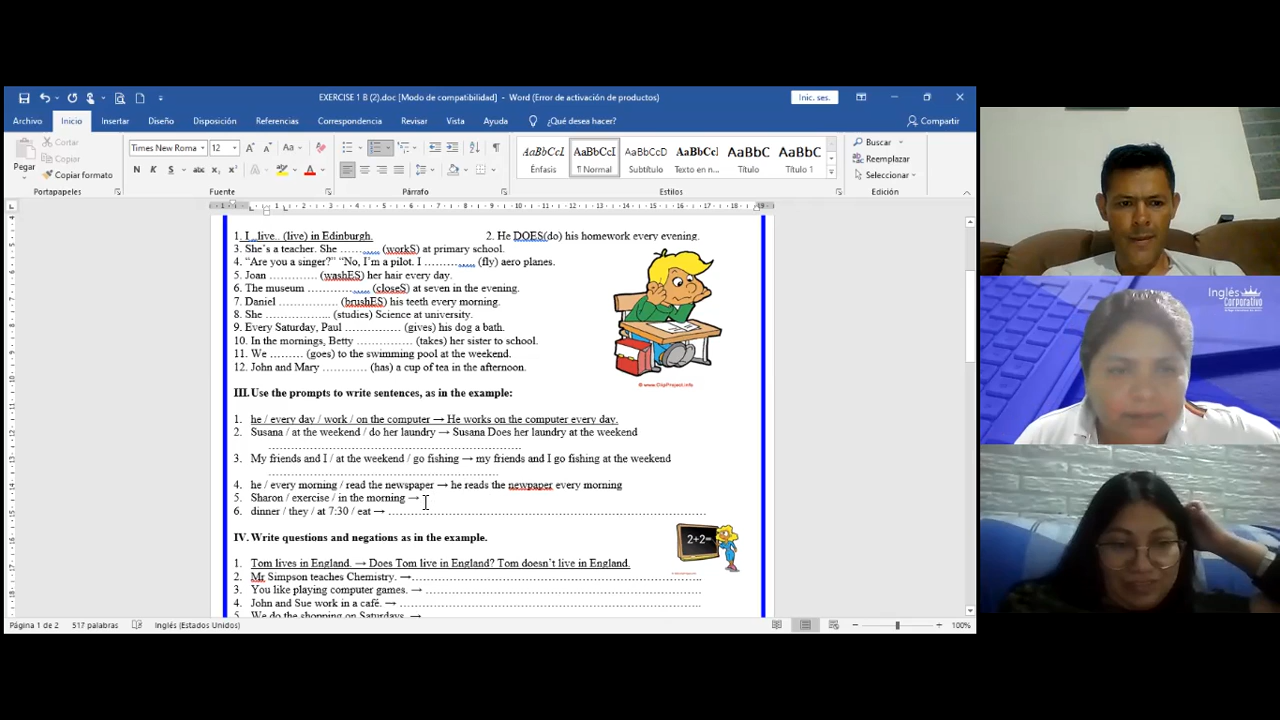 EXERCISE 1 B (2).doc [Modo de compatibilidad] - Word (Error de activación de productos)
Inic. ses.
Archivo Inicio Insertar Diseño Disposición Referencias Correspondencia Revisar Vista Ayuda ¿Qué desea hacer? Compartir
Pegar
Cortar
Copiar
Copiar formato
Times New Roma 12
AaBbCcI AaBbCcI AaBbCcD AaBbCcI AaBbC AaBbC
Énfasis ¶ Normal Subtítulo Texto en n... Título Título 1
Buscar
Reemplazar
Seleccionar
Portapapeles Fuente Párrafo Estilos Edición
1. I_live.. (live) in Edinburgh. 2. He DOES(do) his homework every evening.
3. She's a teacher. She ………...... (workS) at primary school.
4. “Are you a singer?” “No, I'm a pilot. I ………...... (fly) aero planes.
5. Joan ………… (washES) her hair every day.
6. The museum …………...... (closeS) at seven in the evening.
7. Daniel …………… (brushES) his teeth every morning.
8. She ………………... (studies) Science at university.
9. Every Saturday, Paul …………… (gives) his dog a bath.
10. In the mornings, Betty …………… (takes) her sister to school.
11. We ……… (goes) to the swimming pool at the weekend.
12. John and Mary ………… (has) a cup of tea in the afternoon.
© www.ClipProject.info
III. Use the prompts to write sentences, as in the example:
1. he / every day / work / on the computer → He works on the computer every day.
2. Susana / at the weekend / do her laundry → Susana Does her laundry at the weekend
3. My friends and I / at the weekend / go fishing → my friends and I go fishing at the weekend
4. he / every morning / read the newspaper → he reads the newpaper every morning
5. Sharon / exercise / in the morning →
6. dinner / they / at 7:30 / eat → ……………………………………………………………
2+2=
IV. Write questions and negations as in the example.
1. Tom lives in England. → Does Tom live in England? Tom doesn't live in England.
2. Mr Simpson teaches Chemistry. →……………………………………………………
3. You like playing computer games. → …………………………………………………
4. John and Sue work in a café. → ………………………………………………………
5. We do the shopping on Saturdays. →
Página 1 de 2 517 palabras Inglés (Estados Unidos) 100%
Inglés
Corporativo